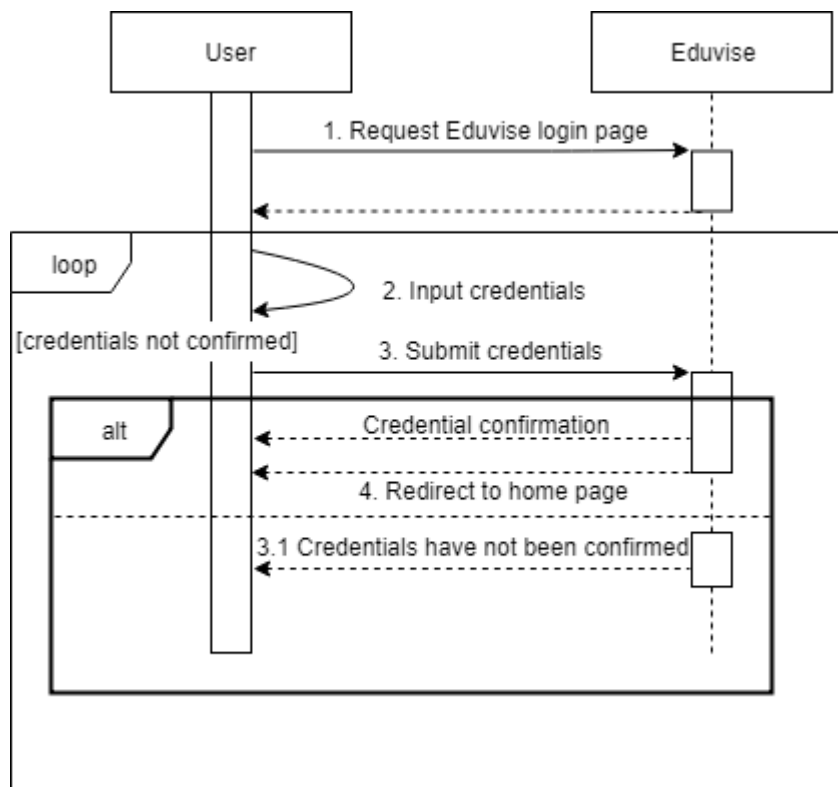 User
Eduvise
1. Request Eduvise login page
loop
2. Input credentials
[credentials not confirmed]
3. Submit credentials
alt
Credential confirmation
4. Redirect to home page
3.1 Credentials have not been confirmed